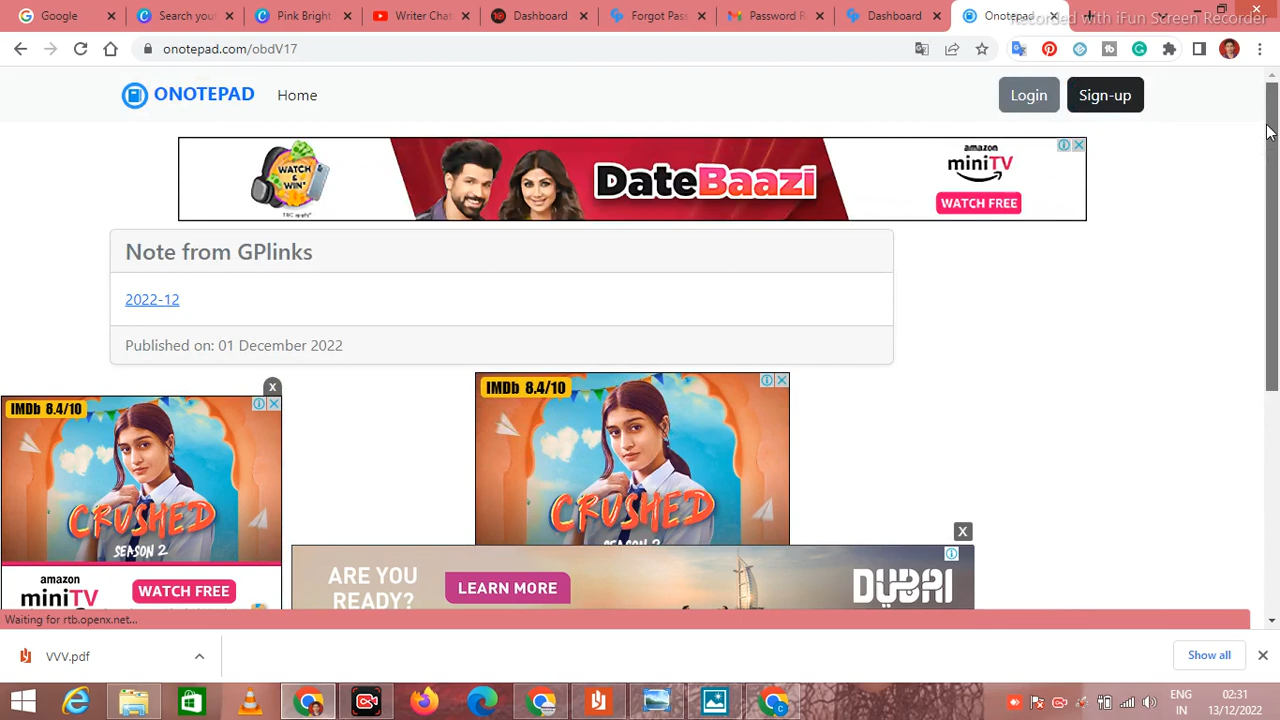 Google
Search you
Pink Bright
Writer Cha
Dashboard
Forgot Pas
Password R
Dashboard
Onotepad
Recorded with iFun Screen Recorder
onotepad.com/obdV17
ONOTEPAD
Home
Login
Sign-up
WATCH & WIN*
DateBaazi
amazon
miniTV
WATCH FREE
Note from GPlinks
2022-12
Published on: 01 December 2022
X
IMDb 8.4/10
CRUSHED
SEASON 2
amazon
miniTV
WATCH FREE
IMDb 8.4/10
CRUSHED
X
ARE YOU
READY?
LEARN MORE
DUBAI
Waiting for rtb.openx.net...
VVV.pdf
Show all
ENG
IN
02:31
13/12/2022